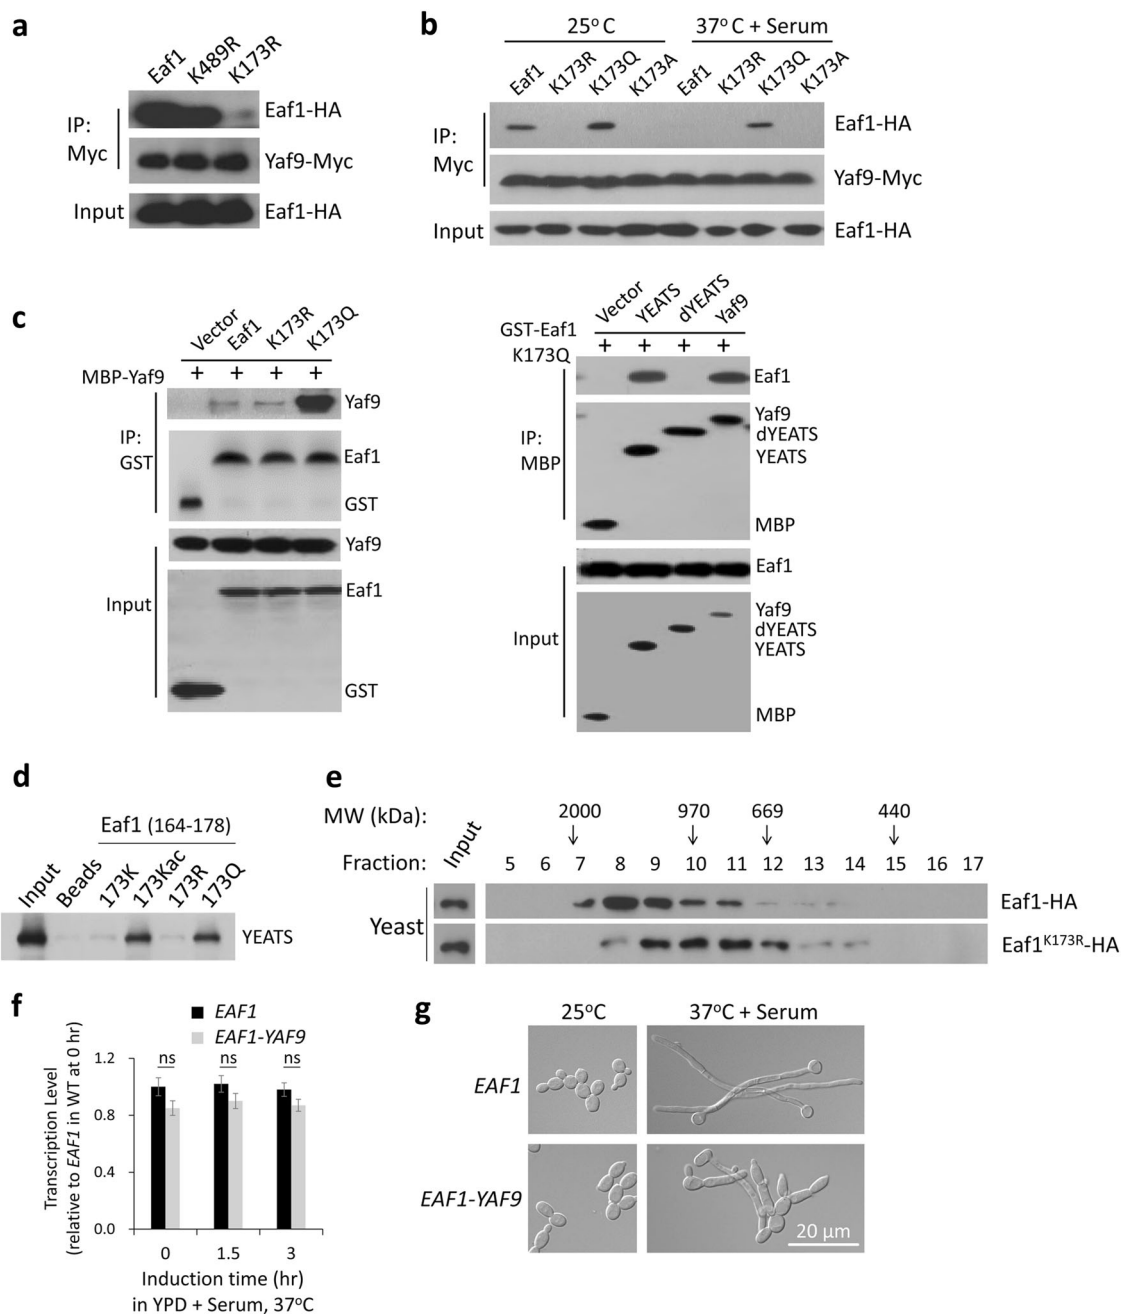 a
Eaf1
K489R
K173R
IP:
Myc
Eaf1-HA
Yaf9-Myc
Input
Eaf1-HA
b
25°C
37°C + Serum
Eaf1
K173R
K173Q
K173A
Eaf1
K173R
K173Q
K173A
IP:
Myc
Eaf1-HA
Yaf9-Myc
Input
Eaf1-HA
c
Vector
Eaf1
K173R
K173Q
MBP-Yaf9
+ + + +
IP:
GST
Yaf9
Eaf1
GST
Input
Yaf9
Eaf1
GST
Vector
YEATS
dYEATS
Yaf9
GST-Eaf1
K173Q
+ + + +
IP:
MBP
Eaf1
Yaf9
dYEATS
YEATS
MBP
Input
Eaf1
Yaf9
dYEATS
YEATS
MBP
d
Eaf1 (164-178)
Input
Beads
173K
173Kac
173R
173Q
YEATS
e
MW (kDa):
2000 970 669 440
Input
Fraction: 5 6 7 8 9 10 11 12 13 14 15 16 17
Yeast
Eaf1-HA
Eaf1K173R-HA
f
EAF1
EAF1-YAF9
Transcription Level
(relative to EAF1 in WT at 0 hr)
1.2
0.8
0.4
0.0
ns ns ns
0 1.5 3
Induction time (hr)
in YPD + Serum, 37°C
g
25°C
37°C + Serum
EAF1
EAF1-YAF9
20 μm